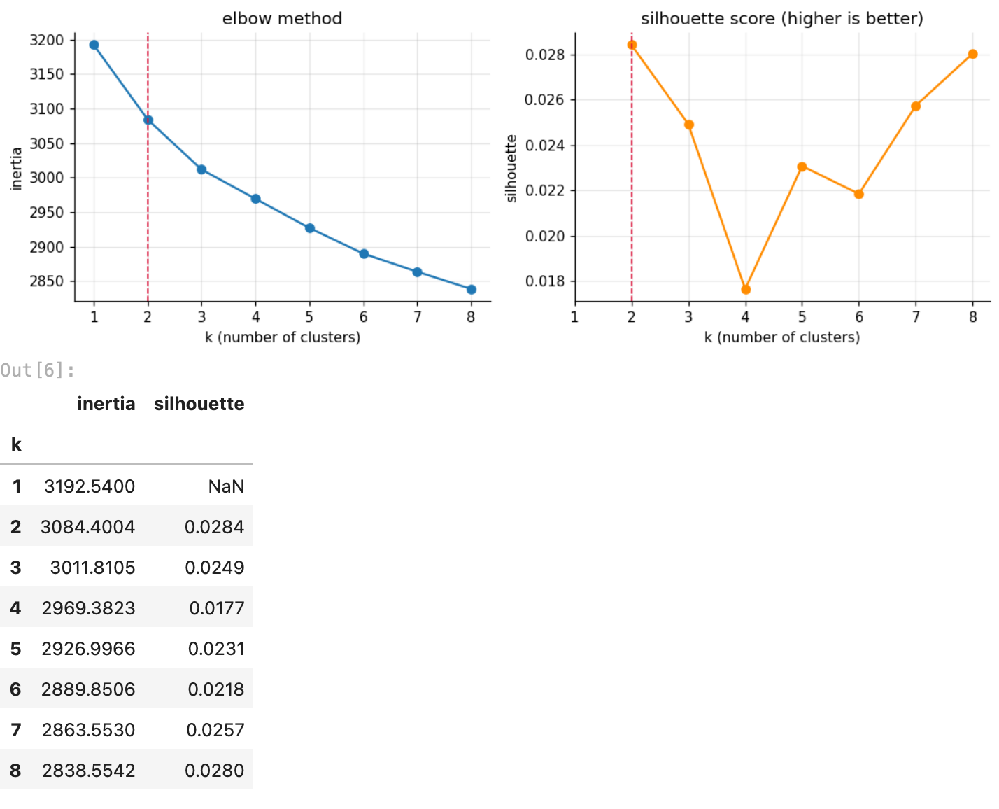 elbow method
3200
3150
3100
3050
3000
2950
2900
2850
inertia
1 2 3 4 5 6 7 8
k (number of clusters)
silhouette score (higher is better)
0.028
0.026
0.024
0.022
0.020
0.018
silhouette
1 2 3 4 5 6 7 8
k (number of clusters)
Out[6]:
inertia silhouette
k
1 3192.5400 NaN
2 3084.4004 0.0284
3 3011.8105 0.0249
4 2969.3823 0.0177
5 2926.9966 0.0231
6 2889.8506 0.0218
7 2863.5530 0.0257
8 2838.5542 0.0280